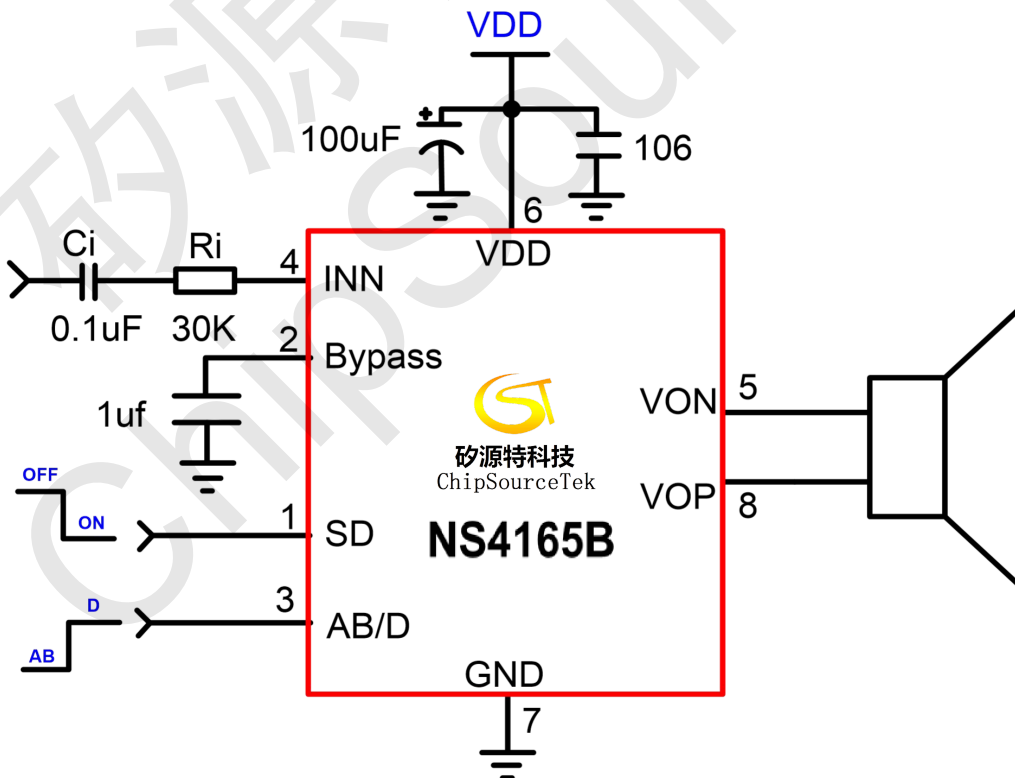 VDD
100uF
106
6
VDD
Ci
Ri
4
INN
0.1uF
30K
2
Bypass
1uf
VON
5
矽源特科技
ChipSourceTek
VOP
8
OFF
ON
1
SD
NS4165B
D
AB
3
AB/D
GND
7
矽源
ChipSour